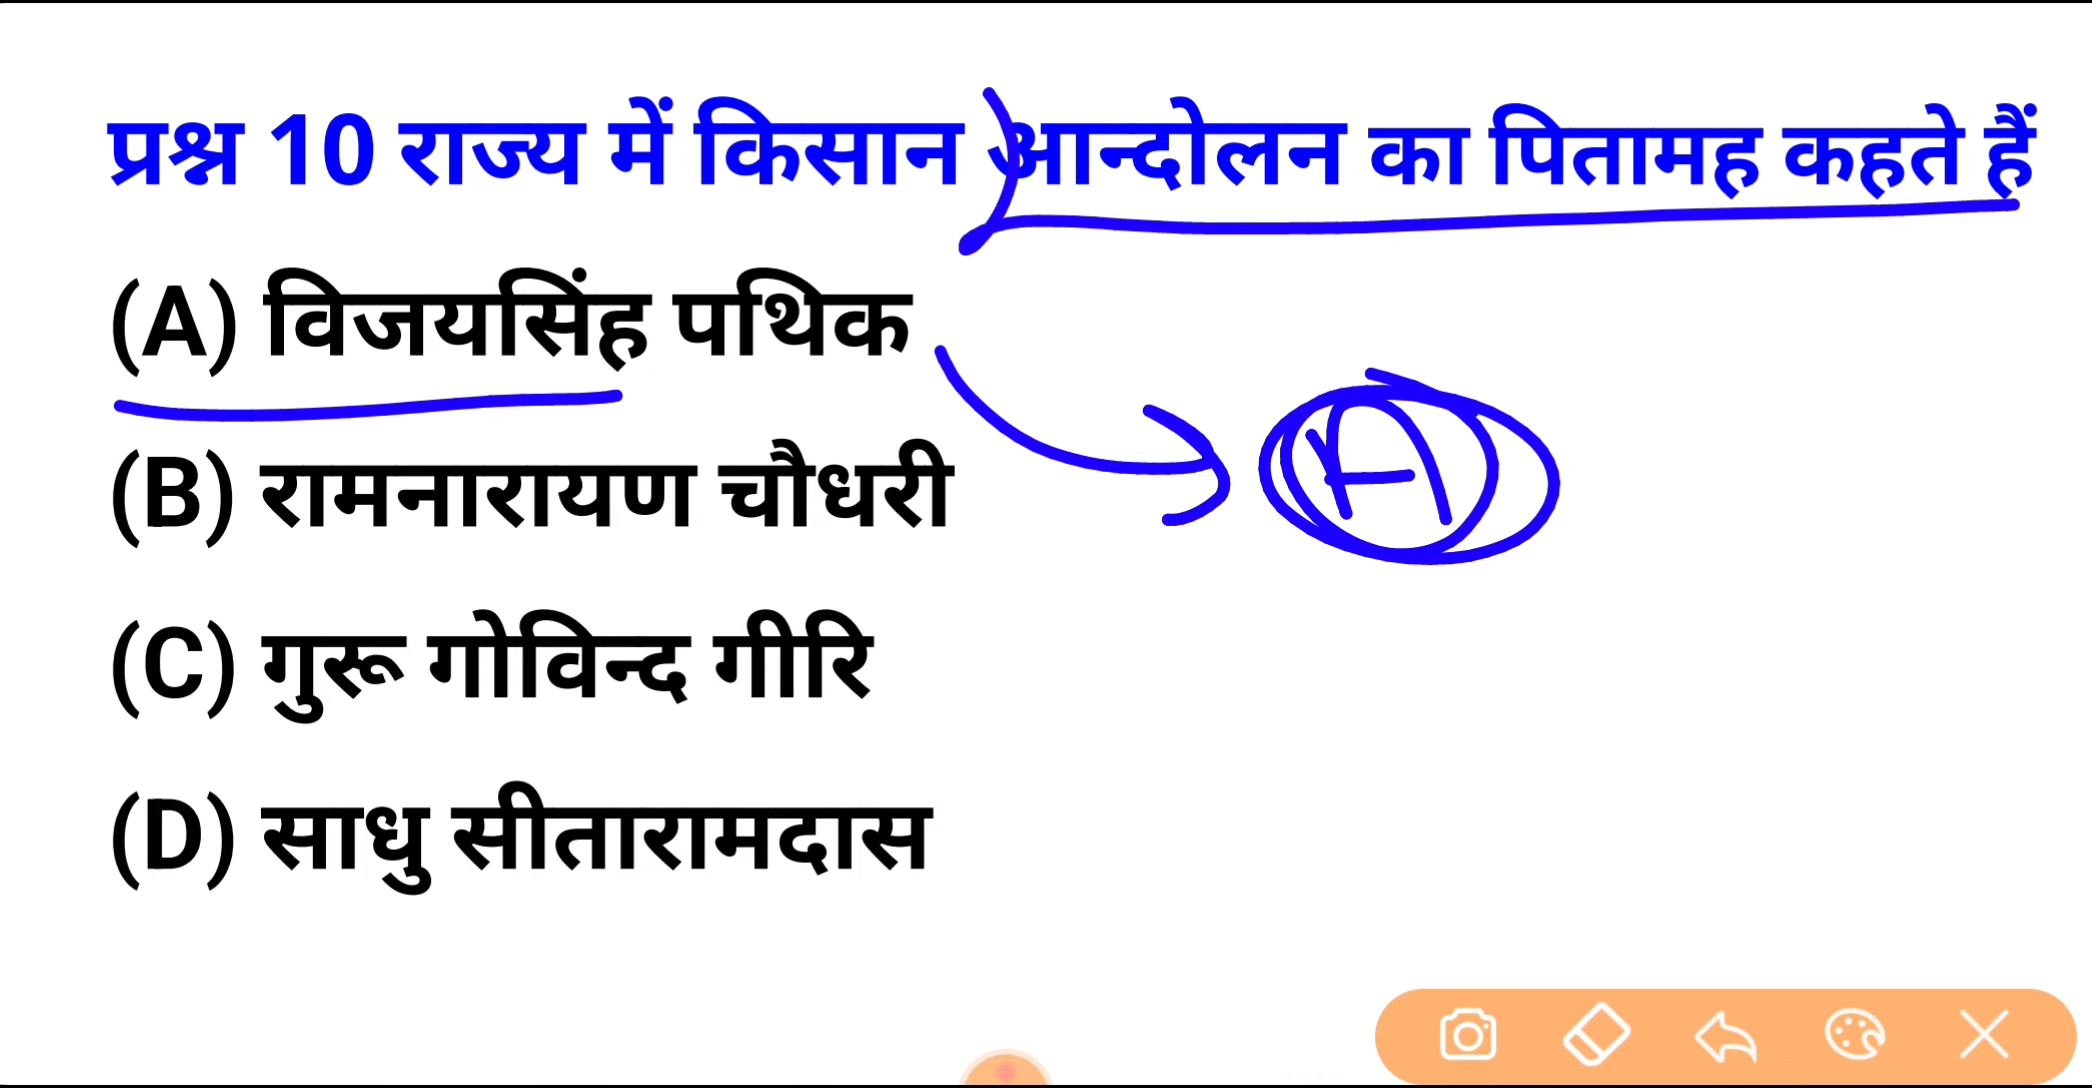 प्रश्न 10 राज्य में किसान आन्दोलन का पितामह कहते हैं
(A) विजयसिंह पथिक
A
(B) रामनारायण चौधरी
(C) गुरू गोविन्द गीरि
(D) साधु सीतारामदास